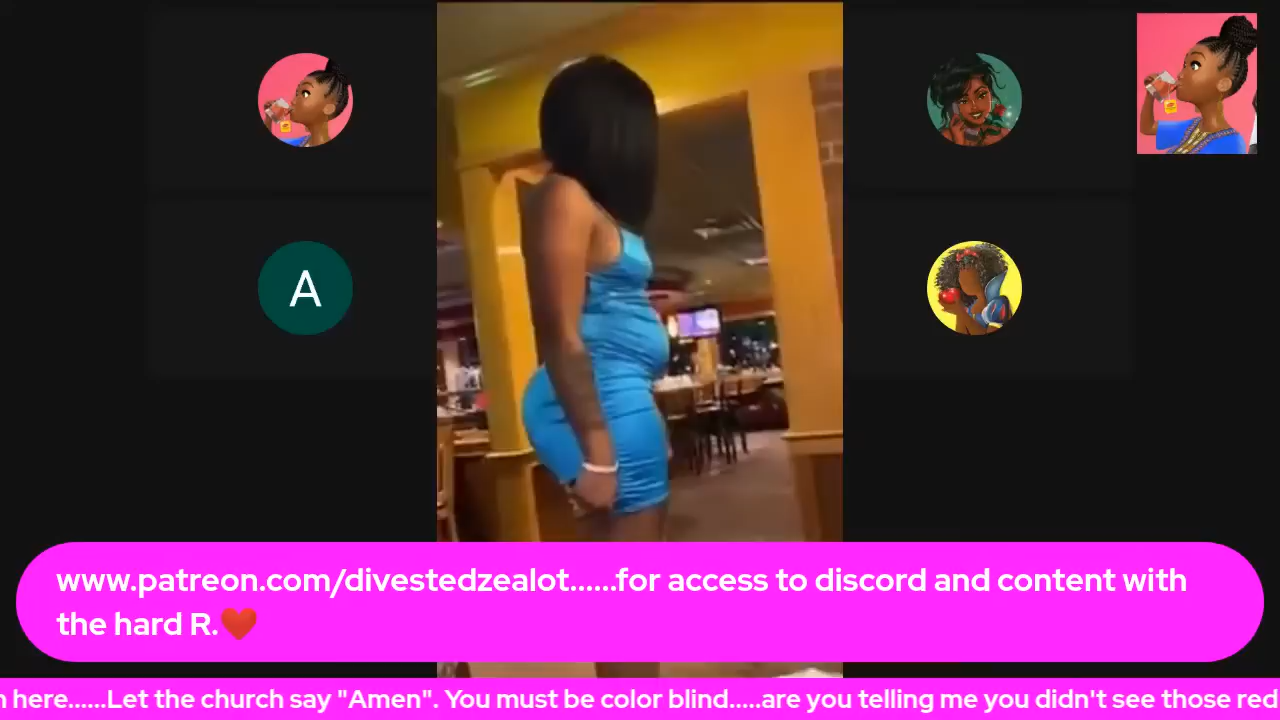 A
www.patreon.com/divestedzealot......for access to discord and content with
the hard R.❤️
here......Let the church say "Amen". You must be color blind.....are you telling me you didn't see those red